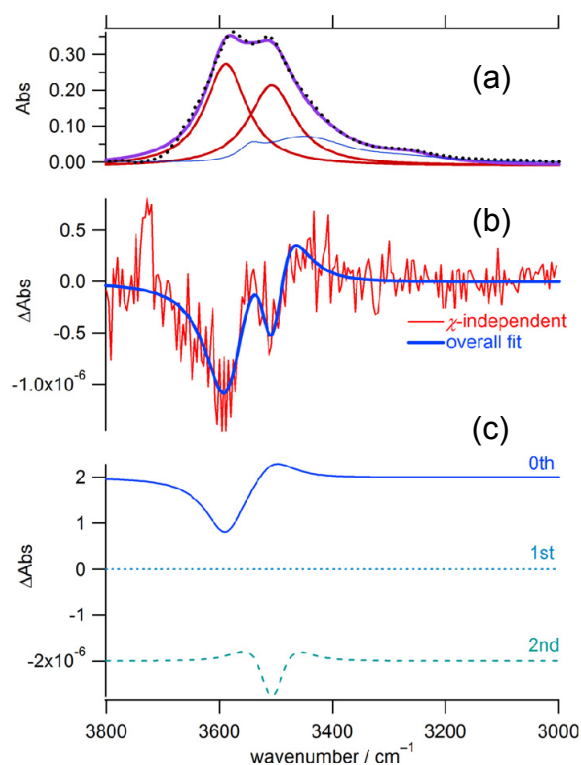 0.30
0.20
0.10
0.00
Abs
(a)
0.5
0.0
-0.5
-1.0x10⁻⁶
ΔAbs
(b)
χ-independent
overall fit
(c)
2
1
0
-1
-2x10⁻⁶
ΔAbs
0th
1st
2nd
3800 3600 3400 3200 3000
wavenumber / cm⁻¹